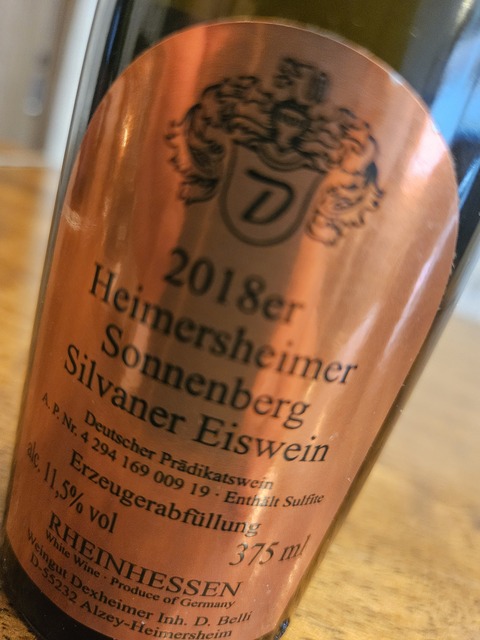 D
2018er
Heimersheimer
Sonnenberg
Silvaner Eiswein
Deutscher Prädikatswein
A. P. Nr. 4 294 169 009 19 · Enthält Sulfite
Erzeugerabfüllung
alc. 11,5% vol
375 ml
RHEINHESSEN
White Wine · Produce of Germany
Weingut Dexheimer Inh. D. Belli
D-55232 Alzey-Heimersheim